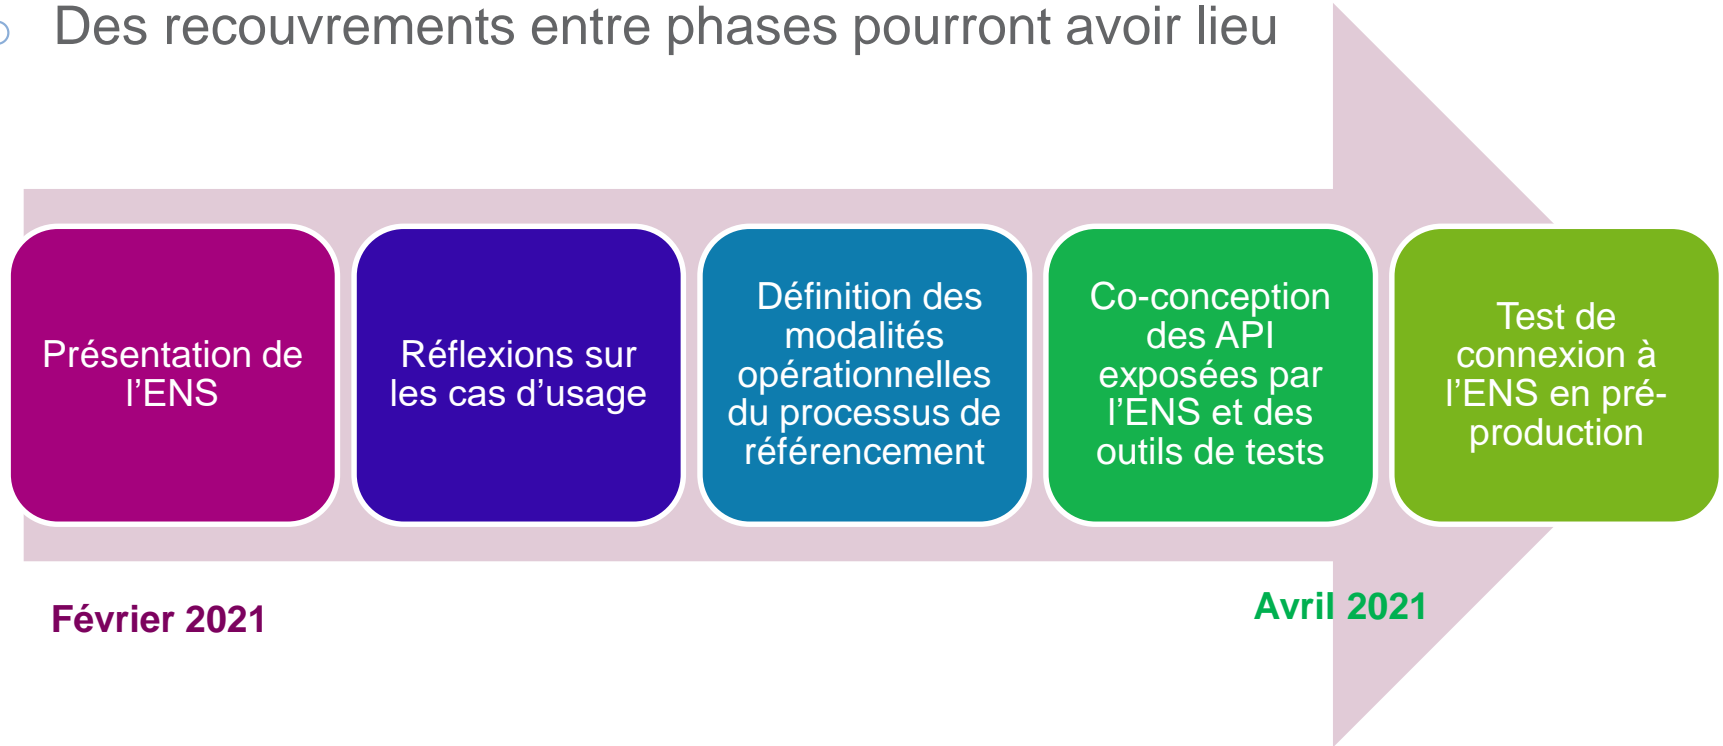 Des recouvrements entre phases pourront avoir lieu
Présentation de
l’ENS
Réflexions sur
les cas d’usage
Définition des
modalités
opérationnelles
du processus de
référencement
Co-conception
des API
exposées par
l’ENS et des
outils de tests
Test de
connexion à
l’ENS en pré-
production
Février 2021
Avril 2021